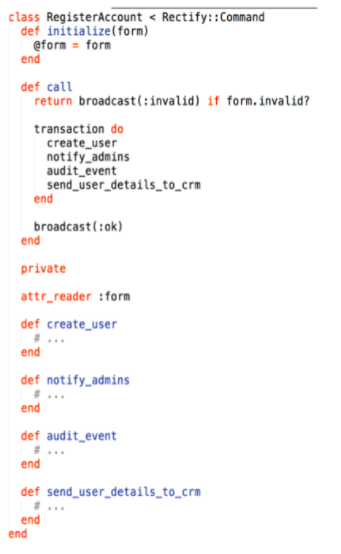 class RegisterAccount < Rectify::Command
  def initialize(form)
    @form = form
  end

  def call
    return broadcast(:invalid) if form.invalid?

    transaction do
      create_user
      notify_admins
      audit_event
      send_user_details_to_crm
    end

    broadcast(:ok)
  end

  private

  attr_reader :form

  def create_user
    # ...
  end

  def notify_admins
    # ...
  end

  def audit_event
    # ...
  end

  def send_user_details_to_crm
    # ...
  end
end